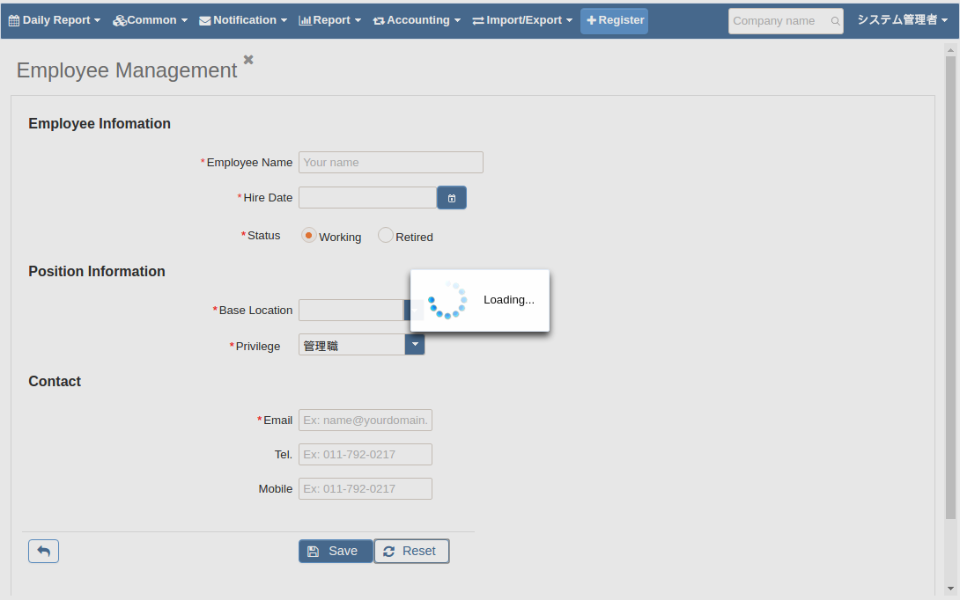 Daily Report Common Notification Report Accounting Import/Export Register Company name システム管理者
Employee Management
Employee Infomation
*Employee Name Your name
*Hire Date
*Status Working Retired
Position Information
*Base Location
Loading...
*Privilege 管理職
Contact
*Email Ex: name@yourdomain.
Tel. Ex: 011-792-0217
Mobile Ex: 011-792-0217
Save Reset